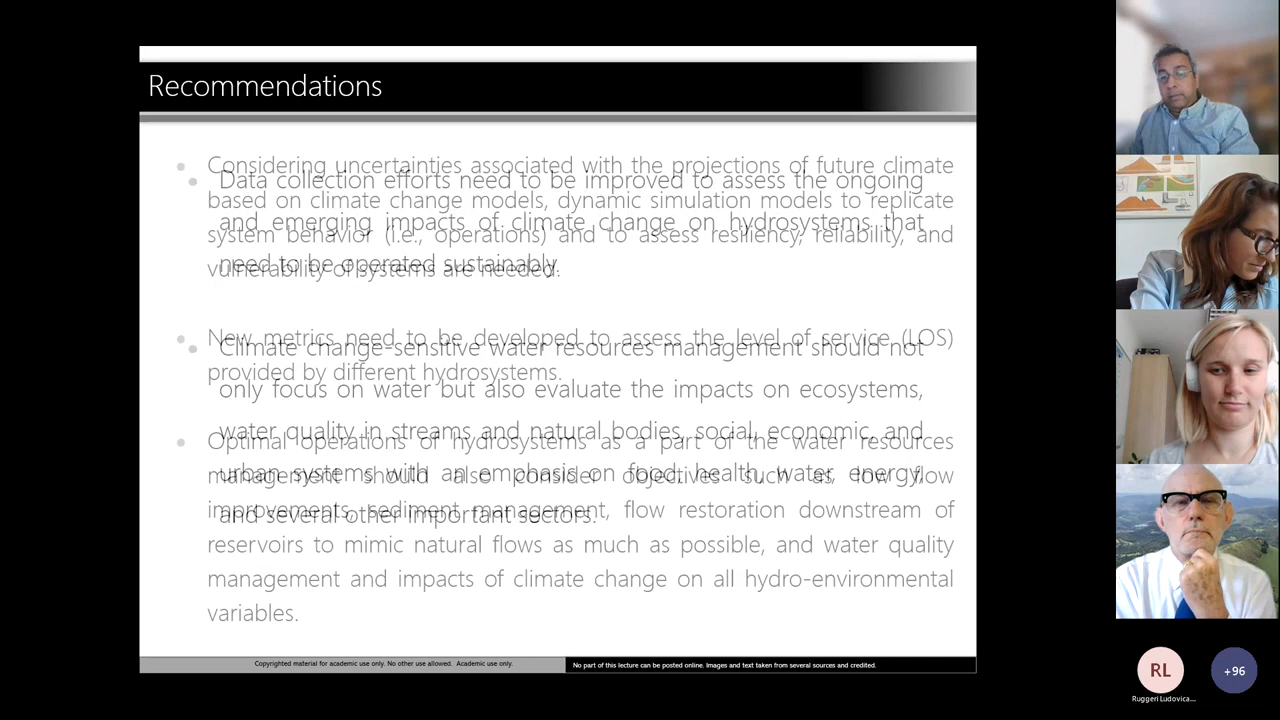 Recommendations
Considering uncertainties associated with the projections of future climate
based on climate change models, dynamic simulation models to replicate
system behavior (i.e., operations) and to assess resiliency, reliability, and
vulnerability of systems are needed.
New metrics need to be developed to assess the level of service (LOS)
provided by different hydrosystems.
Optimal operations of hydrosystems as a part of the water resources
management should also consider objectives such as, low flow
improvements, sediment management, flow restoration downstream of
reservoirs to mimic natural flows as much as possible, and water quality
management and impacts of climate change on all hydro-environmental
variables.
Data collection efforts need to be improved to assess the ongoing
and emerging impacts of climate change on hydrosystems that
need to be operated sustainably.
Climate change-sensitive water resources management should not
only focus on water but also evaluate the impacts on ecosystems,
water quality in streams and natural bodies, social, economic, and
urban systems with an emphasis on food, health, water, energy,
and several other important sectors.
Copyrighted material for academic use only. No other use allowed. Academic use only.
No part of this lecture can be posted online. Images and text taken from several sources and credited.
RL
+96
Ruggeri Ludovica...